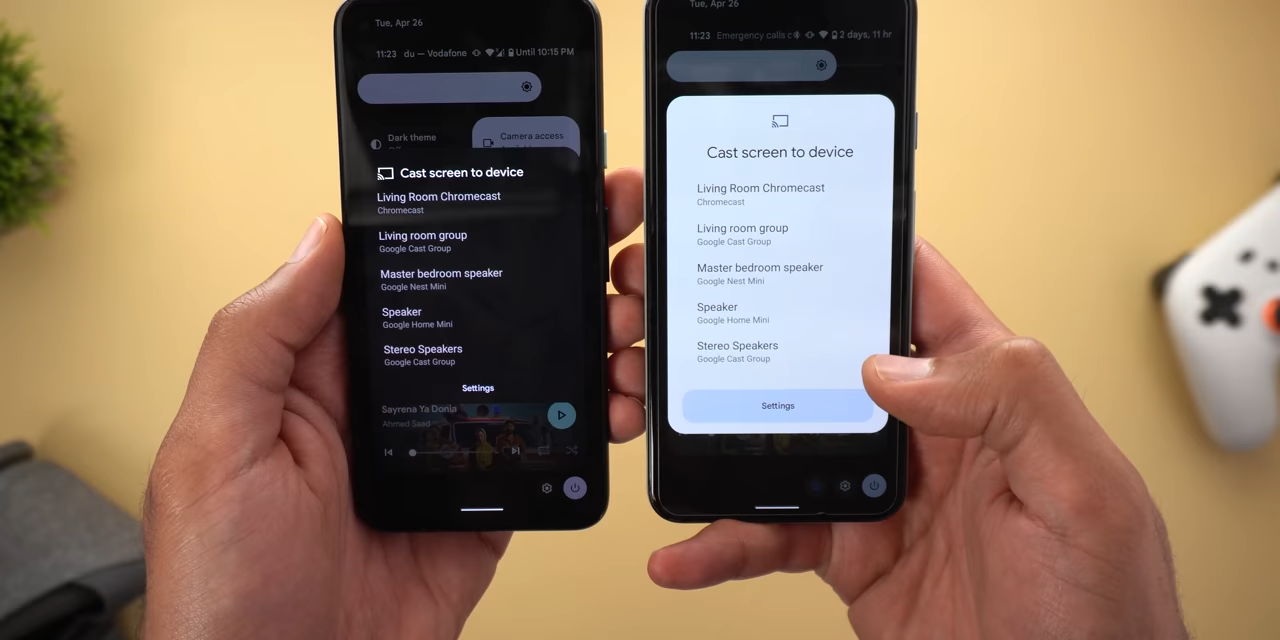 Tue, Apr 26
11:23 du — Vodafone Until 10:15 PM
Dark theme
Camera access
Cast screen to device
Living Room Chromecast
Chromecast
Living room group
Google Cast Group
Master bedroom speaker
Google Nest Mini
Speaker
Google Home Mini
Stereo Speakers
Google Cast Group
Settings
Sayrena Ya Donia
Ahmed Saad
Tue, Apr 26
11:23 Emergency calls 2 days, 11 hr
Cast screen to device
Living Room Chromecast
Chromecast
Living room group
Google Cast Group
Master bedroom speaker
Google Nest Mini
Speaker
Google Home Mini
Stereo Speakers
Google Cast Group
Settings